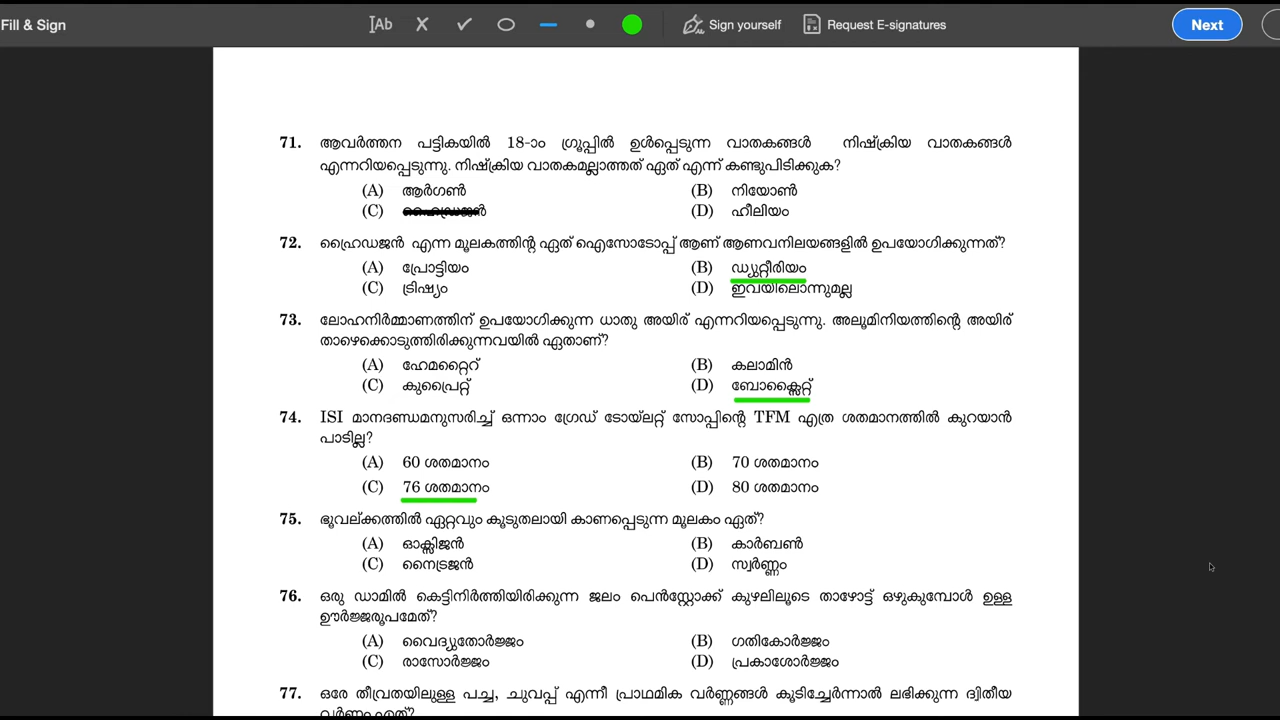 Fill & Sign
Ab
Sign yourself
Request E-signatures
Next
71. ആവർത്തന പട്ടികയിൽ 18-ാം ഗ്രൂപ്പിൽ ഉൾപ്പെടുന്ന വാതകങ്ങൾ നിഷ്ക്രിയ വാതകങ്ങൾ
എന്നറിയപ്പെടുന്നു. നിഷ്ക്രിയ വാതകമല്ലാത്തത് ഏത് എന്ന് കണ്ടുപിടിക്കുക?
(A) ആർഗൺ (B) നിയോൺ
(C) ഹൈഡ്രജൻ (D) ഹീലിയം
72. ഹൈഡ്രജൻ എന്ന മൂലകത്തിന്റ ഏത് ഐസോടോപ്പ് ആണ് ആണവനിലയങ്ങളിൽ ഉപയോഗിക്കുന്നത്?
(A) പ്രോട്ടിയം (B) ഡ്യുറ്റീരിയം
(C) ട്രിഷ്യം (D) ഇവയിലൊന്നുമല്ല
73. ലോഹനിർമ്മാണത്തിന് ഉപയോഗിക്കുന്ന ധാതു അയിര് എന്നറിയപ്പെടുന്നു. അലൂമിനിയത്തിന്റെ അയിര്
താഴെക്കൊടുത്തിരിക്കുന്നവയിൽ ഏതാണ്?
(A) ഹേമറ്റൈറ്റ് (B) കലാമിൻ
(C) കുപ്രൈറ്റ് (D) ബോക്സൈറ്റ്
74. ISI മാനദണ്ഡമനുസരിച്ച് ഒന്നാം ഗ്രേഡ് ടോയ്ലറ്റ് സോപ്പിന്റെ TFM എത്ര ശതമാനത്തിൽ കുറയാൻ
പാടില്ല?
(A) 60 ശതമാനം (B) 70 ശതമാനം
(C) 76 ശതമാനം (D) 80 ശതമാനം
75. ഭൂവല്ക്കത്തിൽ ഏറ്റവും കൂടുതലായി കാണപ്പെടുന്ന മൂലകം ഏത്?
(A) ഓക്സിജൻ (B) കാർബൺ
(C) നൈട്രജൻ (D) സ്വർണ്ണം
76. ഒരു ഡാമിൽ കെട്ടിനിർത്തിയിരിക്കുന്ന ജലം പെൻസ്റ്റോക്ക് കുഴലിലൂടെ താഴോട്ട് ഒഴുകുമ്പോൾ ഉള്ള
ഊർജ്ജരൂപമേത്?
(A) വൈദ്യുതോർജ്ജം (B) ഗതികോർജ്ജം
(C) രാസോർജ്ജം (D) പ്രകാശോർജ്ജം
77. ഒരേ തീവ്രതയിലുള്ള പച്ച, ചുവപ്പ് എന്നീ പ്രാഥമിക വർണ്ണങ്ങൾ കൂടിച്ചേർന്നാൽ ലഭിക്കുന്ന ദ്വിതീയ
വർണ്ണം ഏത്?